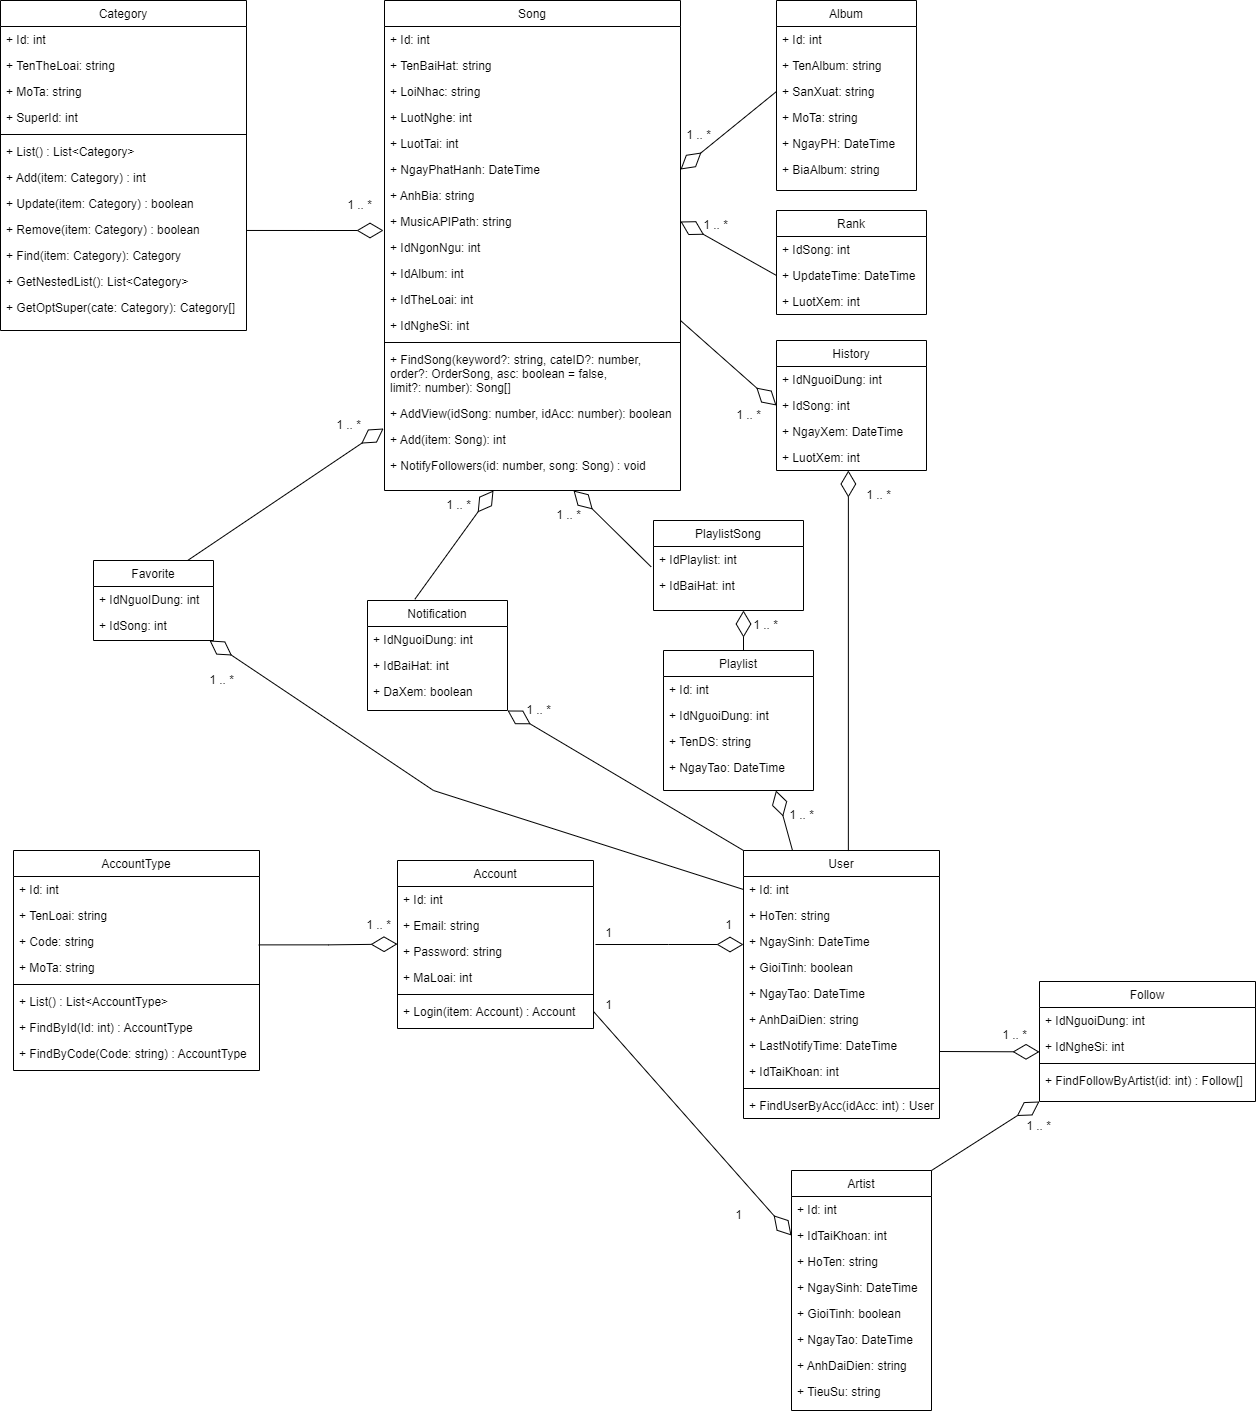 Category
+ Id: int
+ TenTheLoai: string
+ MoTa: string
+ SuperId: int
+ List() : List<Category>
+ Add(item: Category) : int
+ Update(item: Category) : boolean
+ Remove(item: Category) : boolean
+ Find(item: Category): Category
+ GetNestedList(): List<Category>
+ GetOptSuper(cate: Category): Category[]
1 .. *
Song
+ Id: int
+ TenBaiHat: string
+ LoiNhac: string
+ LuotNghe: int
+ LuotTai: int
+ NgayPhatHanh: DateTime
+ AnhBia: string
+ MusicAPIPath: string
+ IdNgonNgu: int
+ IdAlbum: int
+ IdTheLoai: int
+ IdNgheSi: int
+ FindSong(keyword?: string, cateID?: number,
order?: OrderSong, asc: boolean = false,
limit?: number): Song[]
+ AddView(idSong: number, idAcc: number): boolean
+ Add(item: Song): int
+ NotifyFollowers(id: number, song: Song) : void
1 .. *
Album
+ Id: int
+ TenAlbum: string
+ SanXuat: string
+ MoTa: string
+ NgayPH: DateTime
+ BiaAlbum: string
1 .. *
Rank
+ IdSong: int
+ UpdateTime: DateTime
+ LuotXem: int
History
+ IdNguoiDung: int
+ IdSong: int
+ NgayXem: DateTime
+ LuotXem: int
1 .. *
1 .. *
1 .. *
1 .. *
1 .. *
PlaylistSong
+ IdPlaylist: int
+ IdBaiHat: int
1 .. *
Favorite
+ IdNguoIDung: int
+ IdSong: int
1 .. *
Notification
+ IdNguoiDung: int
+ IdBaiHat: int
+ DaXem: boolean
1 .. *
Playlist
+ Id: int
+ IdNguoiDung: int
+ TenDS: string
+ NgayTao: DateTime
1 .. *
AccountType
+ Id: int
+ TenLoai: string
+ Code: string
+ MoTa: string
+ List() : List<AccountType>
+ FindById(Id: int) : AccountType
+ FindByCode(Code: string) : AccountType
1 .. *
Account
+ Id: int
+ Email: string
+ Password: string
+ MaLoai: int
+ Login(item: Account) : Account
1
1
1
User
+ Id: int
+ HoTen: string
+ NgaySinh: DateTime
+ GioiTinh: boolean
+ NgayTao: DateTime
+ AnhDaiDien: string
+ LastNotifyTime: DateTime
+ IdTaiKhoan: int
+ FindUserByAcc(idAcc: int) : User
1 .. *
Follow
+ IdNguoiDung: int
+ IdNgheSi: int
+ FindFollowByArtist(id: int) : Follow[]
1 .. *
1
Artist
+ Id: int
+ IdTaiKhoan: int
+ HoTen: string
+ NgaySinh: DateTime
+ GioiTinh: boolean
+ NgayTao: DateTime
+ AnhDaiDien: string
+ TieuSu: string